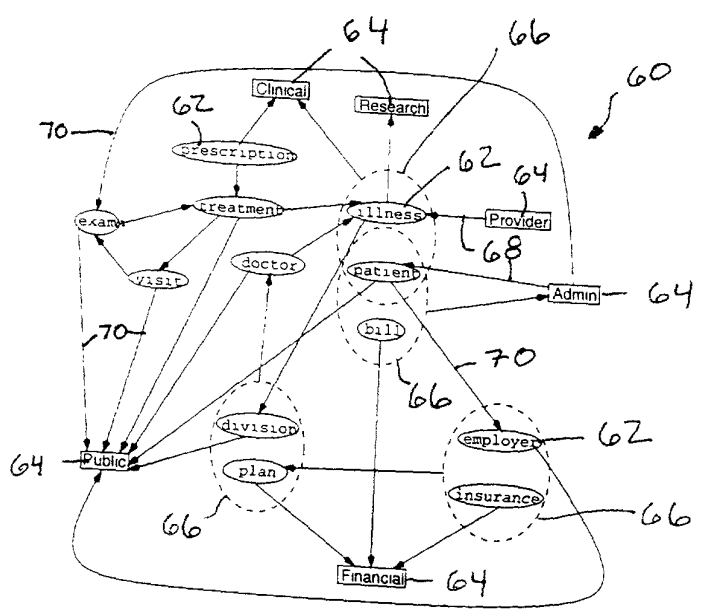 64
66
60
Clinical
Research
70
62
prescription
62
64
treatment
illness
Provider
exam
68
doctor
patient
visit
Admin
64
bill
70
70
66
division
employer
62
64
Public
plan
insurance
66
66
Financial
64